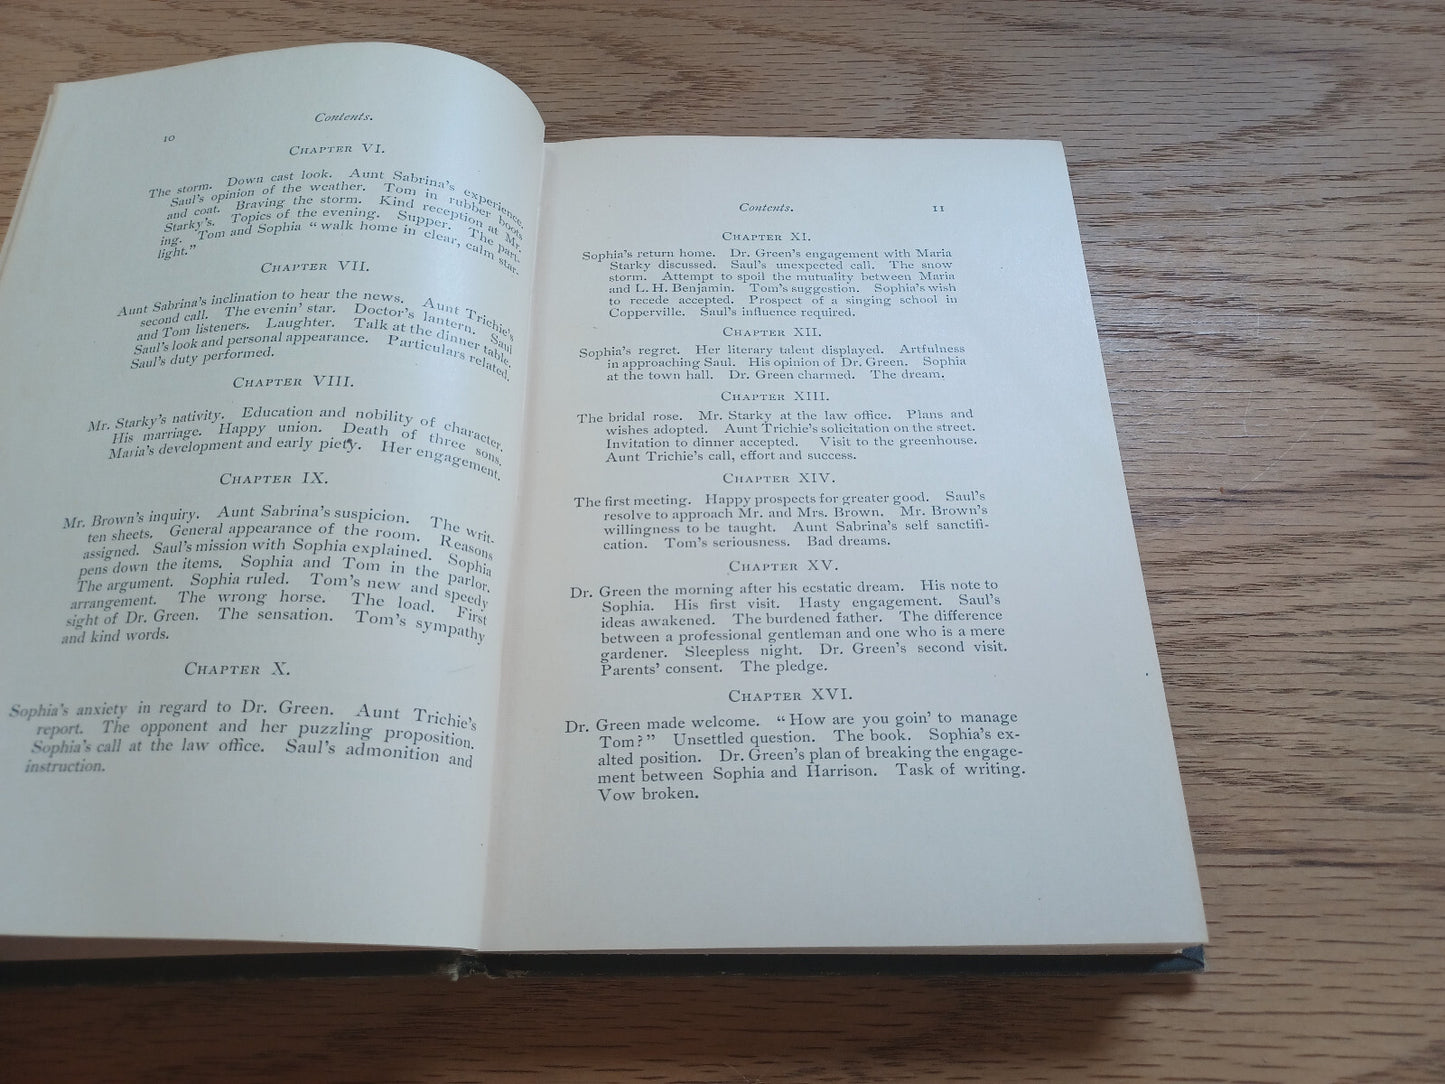 Contents.
10
CHAPTER VI.
The storm. Down cast look. Aunt Sabrina's experience.
Saul's opinion of the weather. Tom in rubber boots
and coat. Braving the storm. Kind reception at Mr.
Starky's. Topics of the evening. Supper. The part-
ing. Tom and Sophia "walk home in clear, calm star-
light."
CHAPTER VII.
Aunt Sabrina's inclination to hear the news. Aunt Trichie's
second call. The evenin' star. Doctor's lantern. Saul
and Tom listeners. Laughter. Talk at the dinner table.
Saul's look and personal appearance. Particulars related.
Saul's duty performed.
CHAPTER VIII.
Mr. Starky's nativity. Education and nobility of character.
His marriage. Happy union. Death of three sons.
Maria's development and early piety. Her engagement.
CHAPTER IX.
Mr. Brown's inquiry. Aunt Sabrina's suspicion. The writ-
ten sheets. General appearance of the room. Reasons
assigned. Saul's mission with Sophia explained. Sophia
pens down the items. Sophia and Tom in the parlor.
The argument. Sophia ruled. Tom's new and speedy
arrangement. The wrong horse. The load. First
sight of Dr. Green. The sensation. Tom's sympathy
and kind words.
CHAPTER X.
Sophia's anxiety in regard to Dr. Green. Aunt Trichie's
report. The opponent and her puzzling proposition.
Sophia's call at the law office. Saul's admonition and
instruction.
Contents. 11
CHAPTER XI.
Sophia's return home. Dr. Green's engagement with Maria
Starky discussed. Saul's unexpected call. The snow
storm. Attempt to spoil the mutuality between Maria
and L. H. Benjamin. Tom's suggestion. Sophia's wish
to recede accepted. Prospect of a singing school in
Copperville. Saul's influence required.
CHAPTER XII.
Sophia's regret. Her literary talent displayed. Artfulness
in approaching Saul. His opinion of Dr. Green. Sophia
at the town hall. Dr. Green charmed. The dream.
CHAPTER XIII.
The bridal rose. Mr. Starky at the law office. Plans and
wishes adopted. Aunt Trichie's solicitation on the street.
Invitation to dinner accepted. Visit to the greenhouse.
Aunt Trichie's call, effort and success.
CHAPTER XIV.
The first meeting. Happy prospects for greater good. Saul's
resolve to approach Mr. and Mrs. Brown. Mr. Brown's
willingness to be taught. Aunt Sabrina's self sanctifi-
cation. Tom's seriousness. Bad dreams.
CHAPTER XV.
Dr. Green the morning after his ecstatic dream. His note to
Sophia. His first visit. Hasty engagement. Saul's
ideas awakened. The burdened father. The difference
between a professional gentleman and one who is a mere
gardener. Sleepless night. Dr. Green's second visit.
Parents' consent. The pledge.
CHAPTER XVI.
Dr. Green made welcome. "How are you goin' to manage
Tom?" Unsettled question. The book. Sophia's ex-
alted position. Dr. Green's plan of breaking the engage-
ment between Sophia and Harrison. Task of writing.
Vow broken.